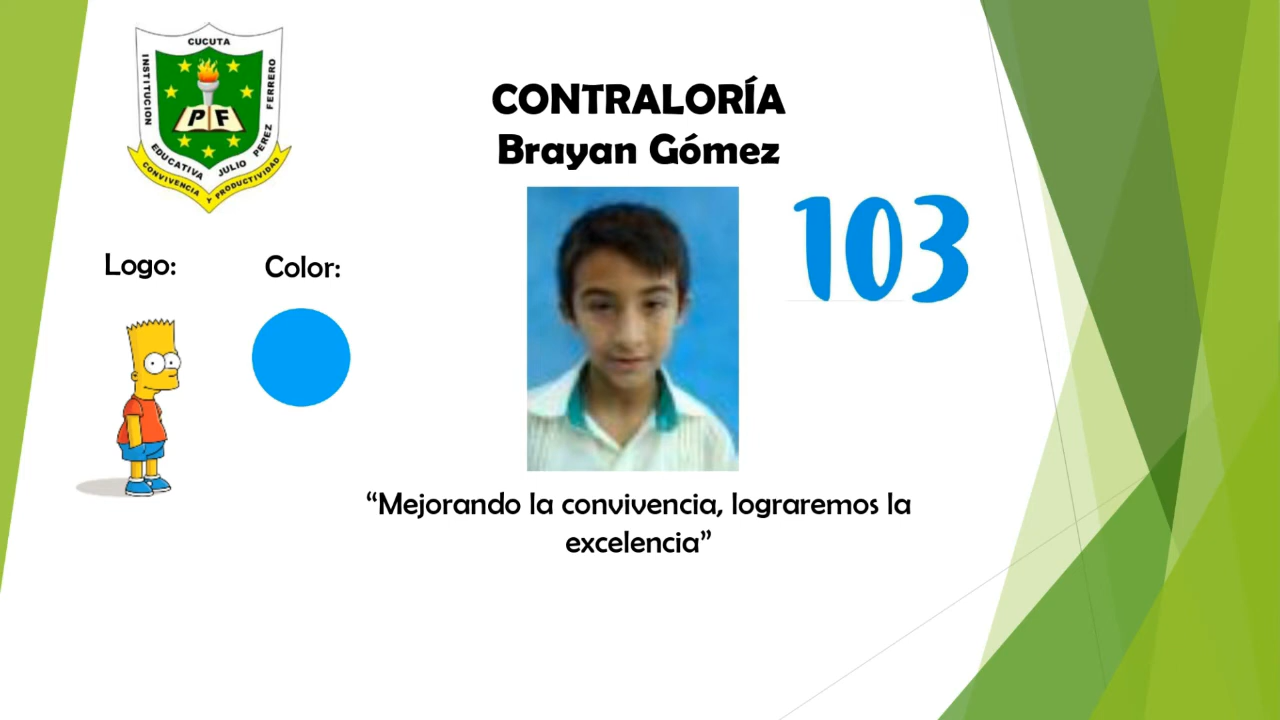 CUCUTA
INSTITUCION
EDUCATIVA
JULIO PEREZ FERRERO
PF
CONVIVENCIA Y PRODUCTIVIDAD
CONTRALORÍA
Brayan Gómez
103
Logo:
Color:
“Mejorando la convivencia, lograremos la
excelencia”